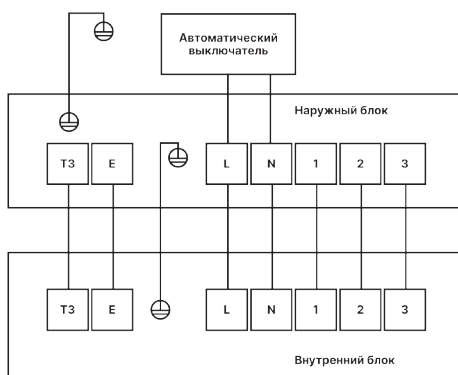 Автоматический
выключатель
Наружный блок
T3 E L N 1 2 3
T3 E L N 1 2 3
Внутренний блок